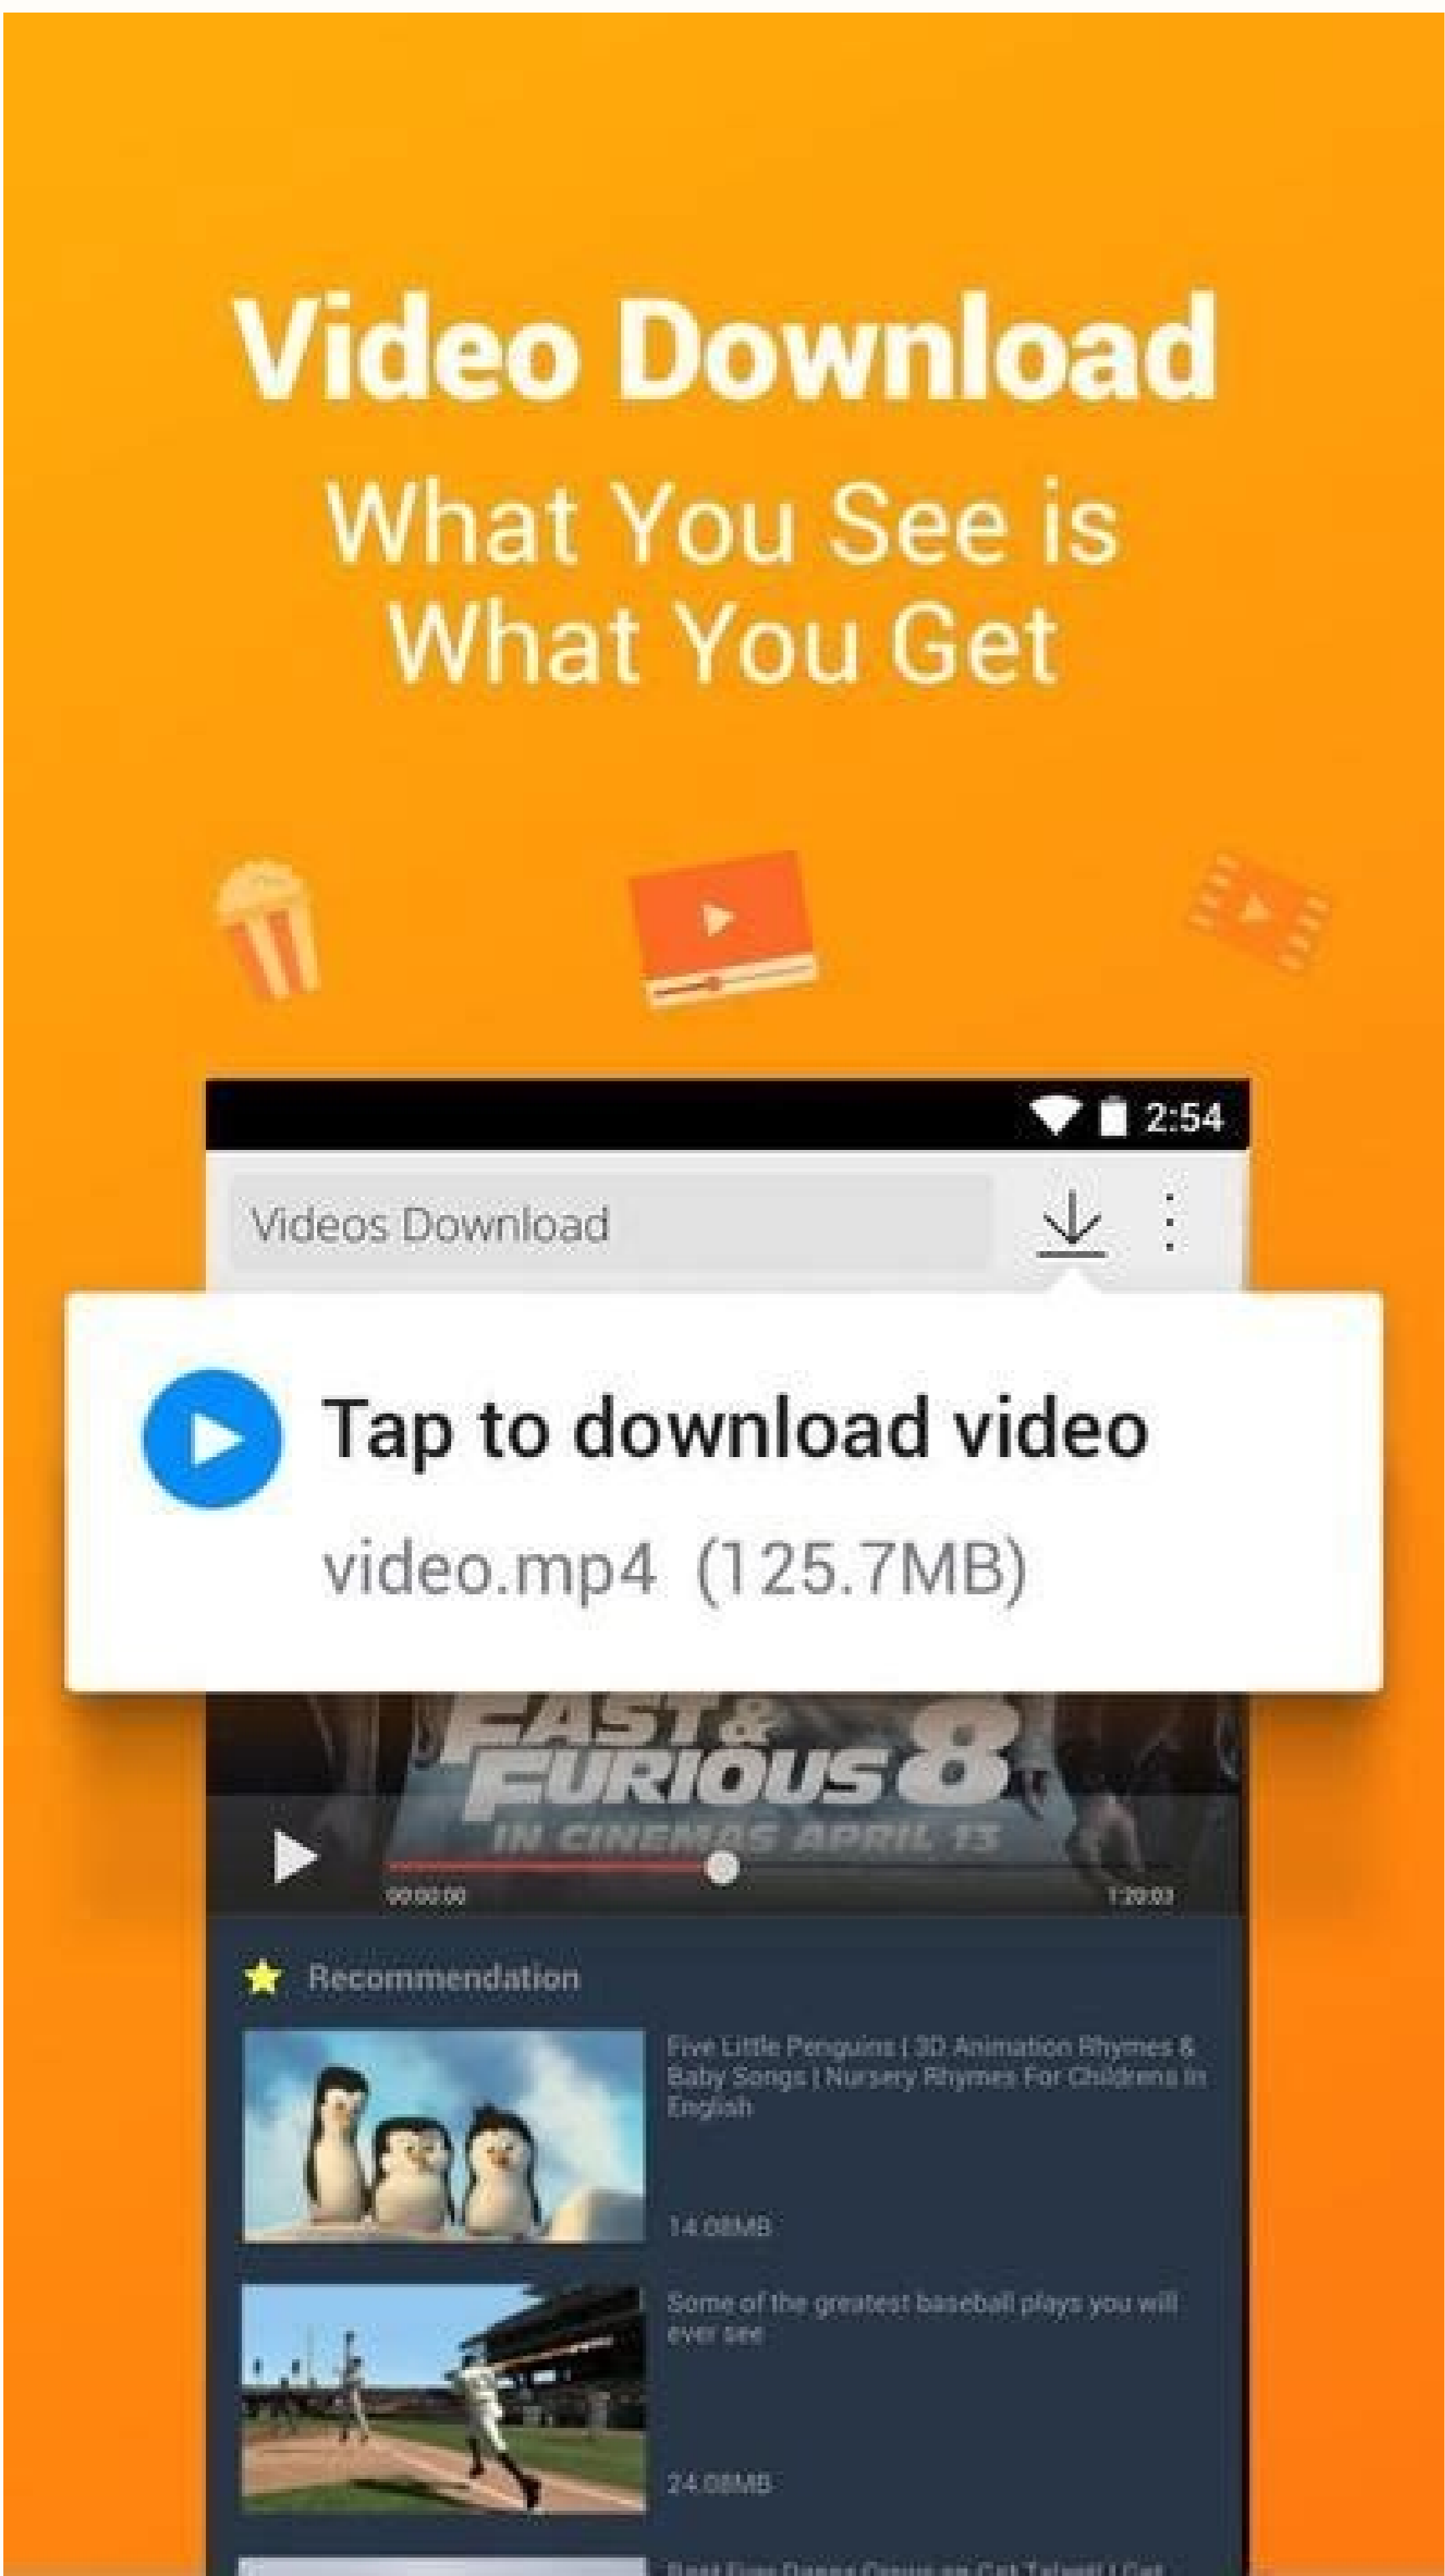 Video Download
What You See is
What You Get
2:54
Videos Download
Tap to download video
video.mp4 (125.7MB)
FAST &
FURIOUS 8
IN CINEMAS APRIL 13
00:00:00
1:20:03
Recommendation
Five Little Penguins | 3D Animation Rhymes &
Baby Songs | Nursery Rhymes For Childrens in
English
14.08MB
Some of the greatest baseball plays you will
ever see
24.08MB